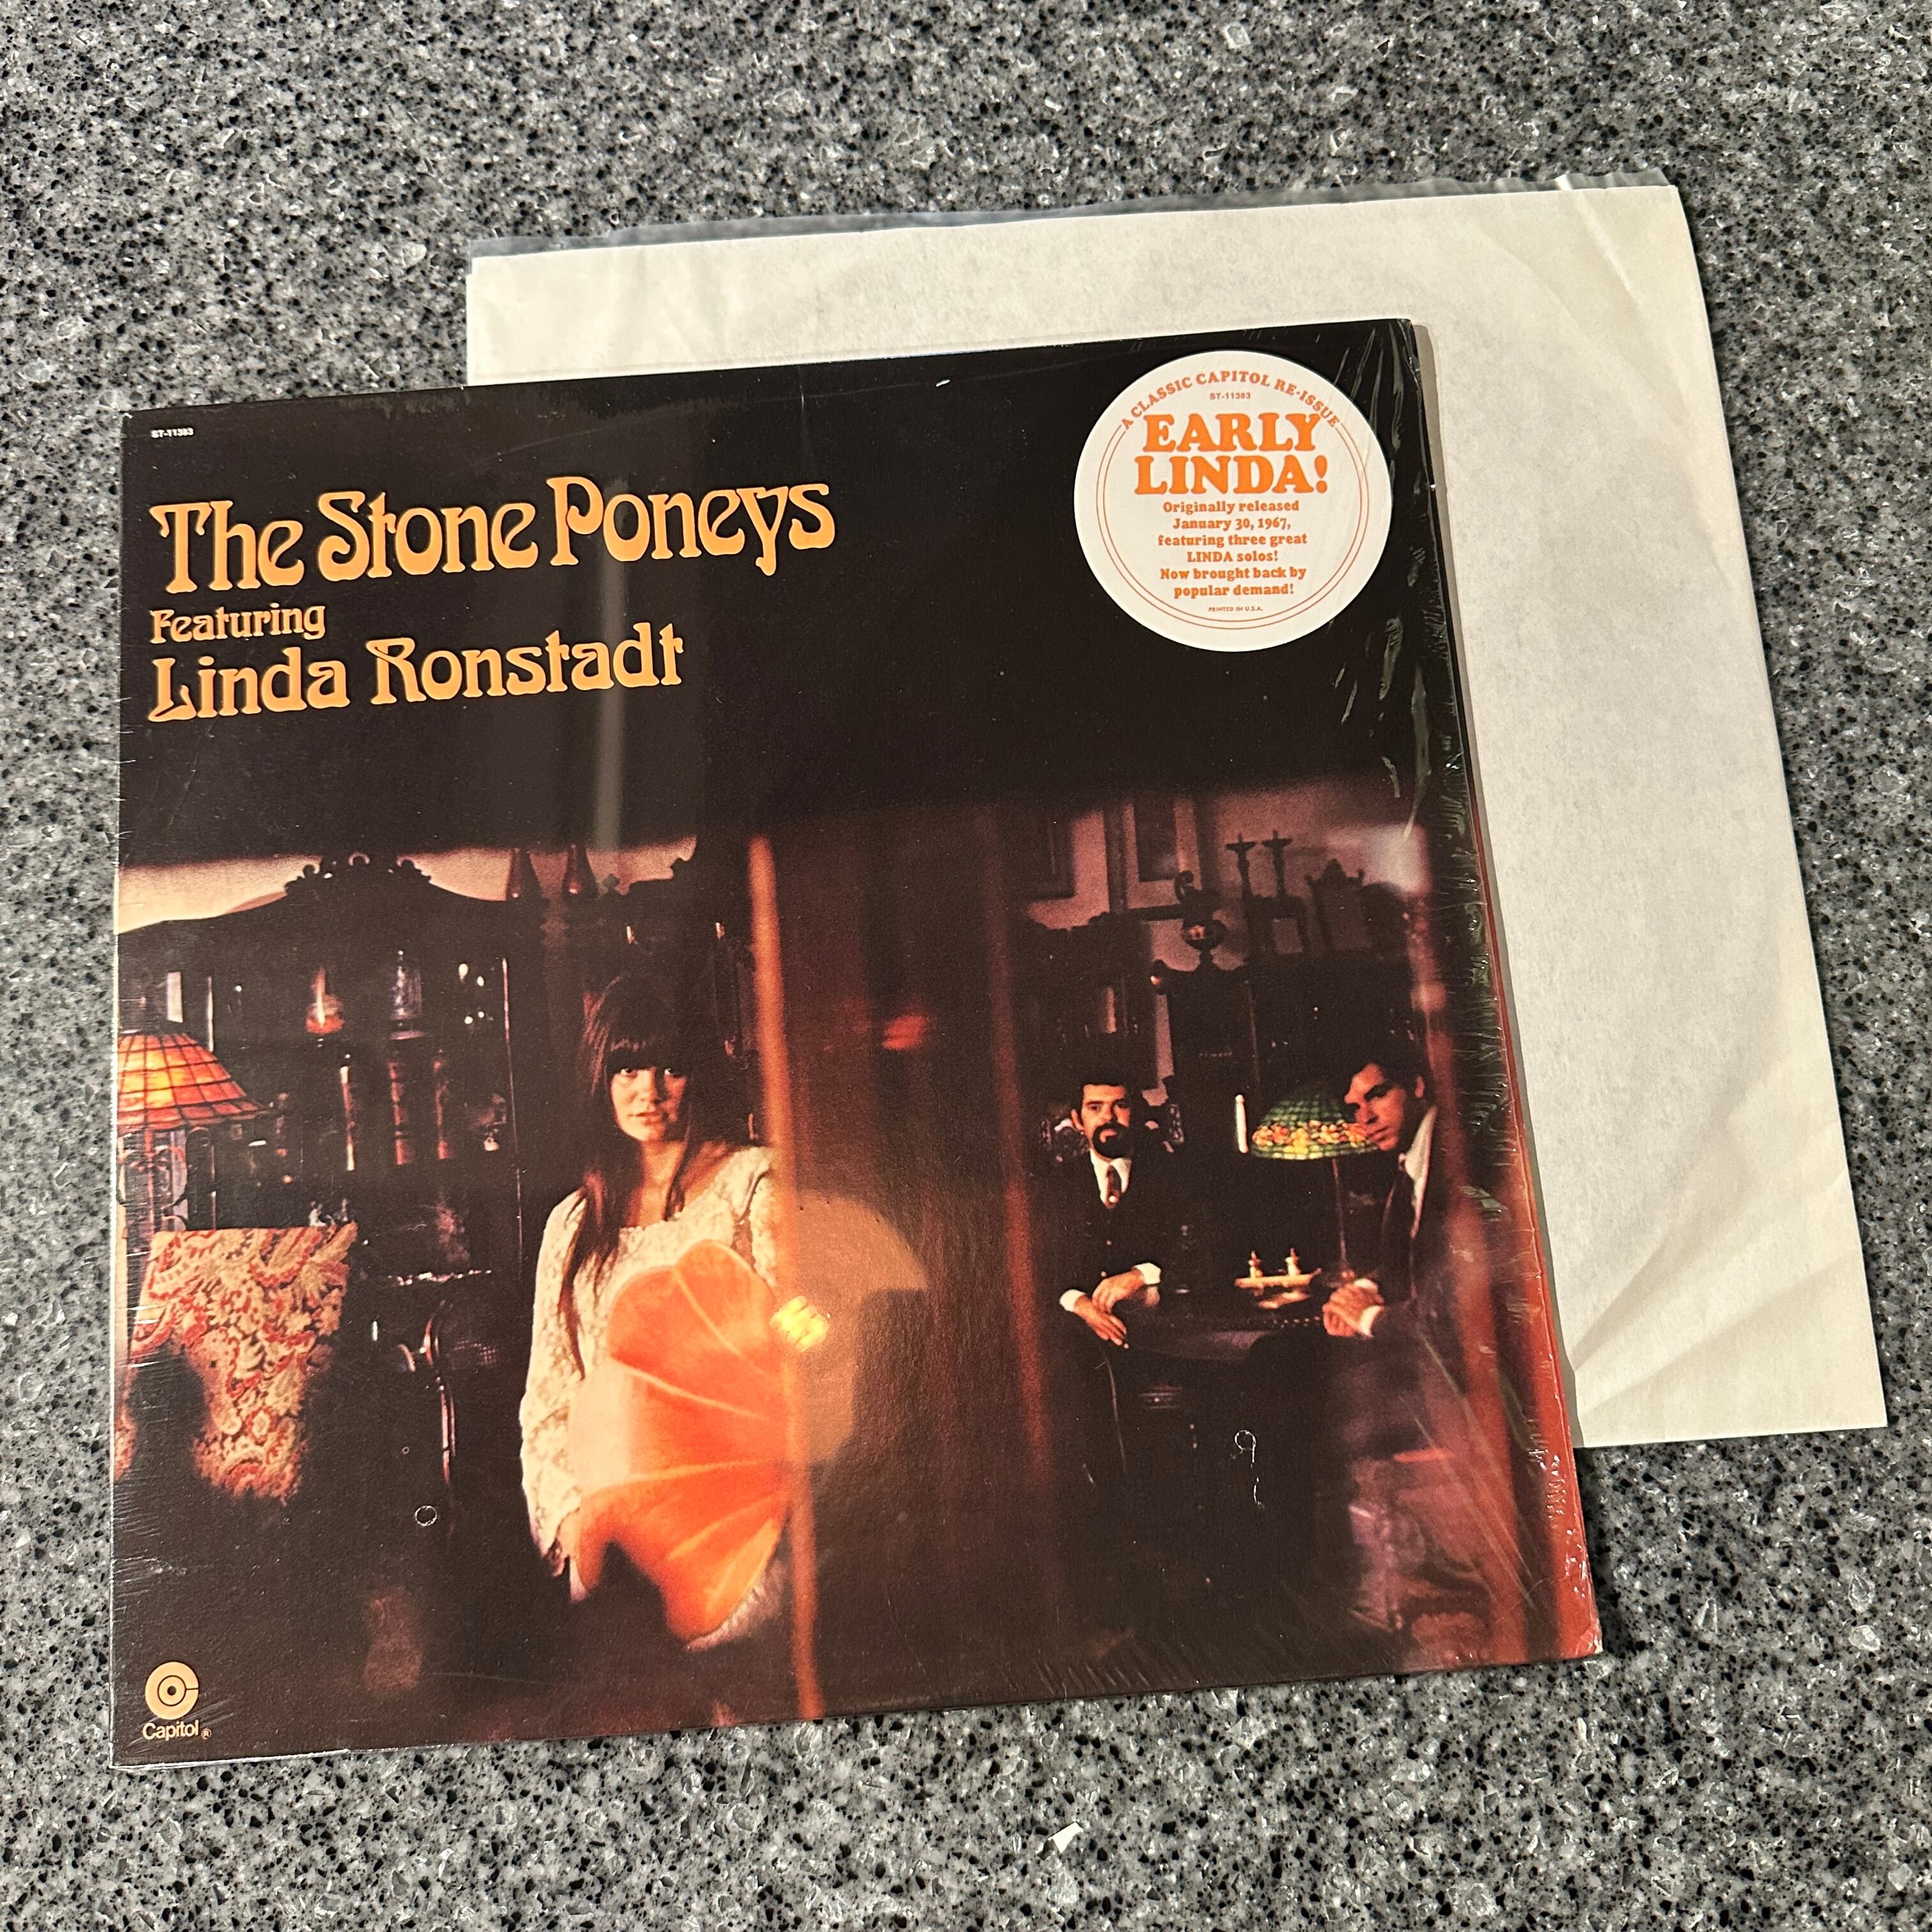 ST-11383
The Stone Poneys
Featuring
Linda Ronstadt
A CLASSIC CAPITOL RE-ISSUE
ST-11383
EARLY
LINDA!
Originally released
January 30, 1967,
featuring three great
LINDA solos!
Now brought back by
popular demand!
PRINTED IN U.S.A.
Capitol®